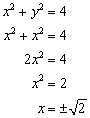 x² + y² = 4
x² + x² = 4
2x² = 4
x² = 2
x = ±√2